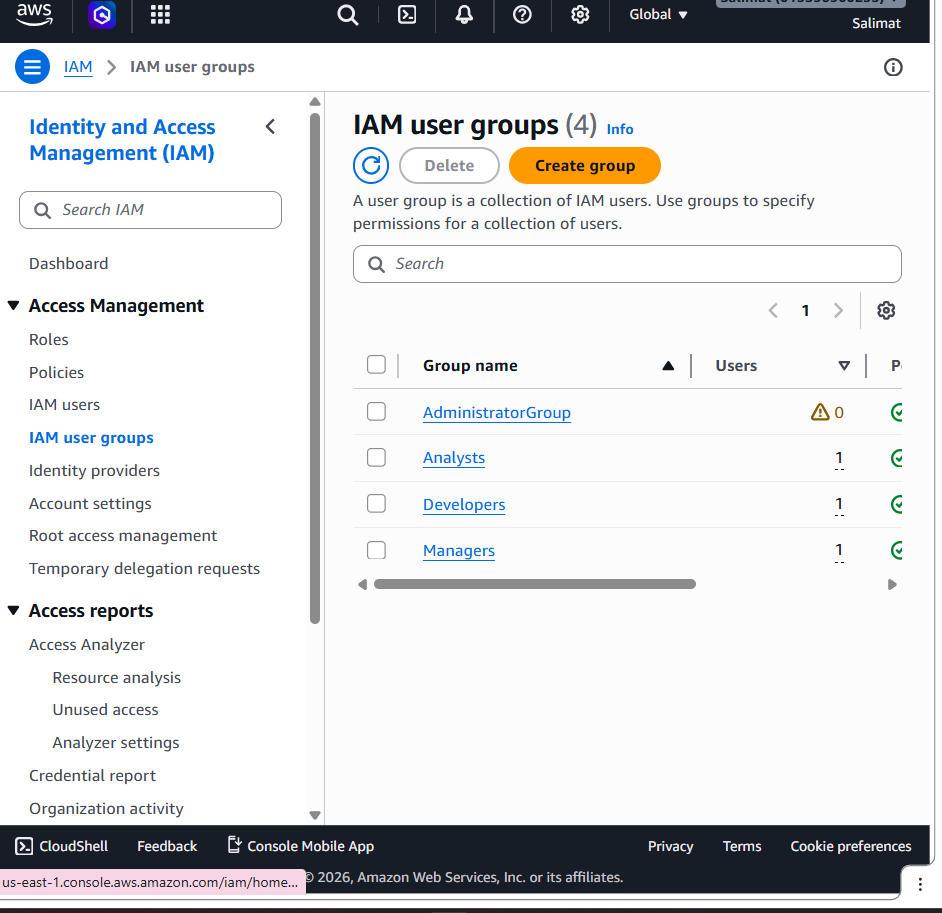 aws
Global
Salimat
IAM
IAM user groups
Identity and Access
Management (IAM)
Search IAM
Dashboard
Access Management
Roles
Policies
IAM users
IAM user groups
Identity providers
Account settings
Root access management
Temporary delegation requests
Access reports
Access Analyzer
Resource analysis
Unused access
Analyzer settings
Credential report
Organization activity
IAM user groups (4) Info
Delete
Create group
A user group is a collection of IAM users. Use groups to specify
permissions for a collection of users.
Search
1
Group name Users
AdministratorGroup 0
Analysts 1
Developers 1
Managers 1
CloudShell Feedback Console Mobile App Privacy Terms Cookie preferences
us-east-1.console.aws.amazon.com/iam/home...
© 2026, Amazon Web Services, Inc. or its affiliates.